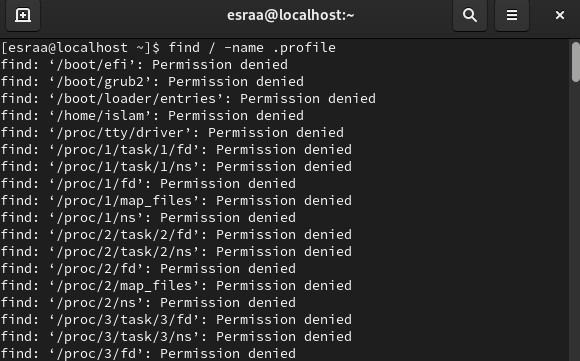 esraa@localhost:~
[esraa@localhost ~]$ find / -name .profile
find: ‘/boot/efi’: Permission denied
find: ‘/boot/grub2’: Permission denied
find: ‘/boot/loader/entries’: Permission denied
find: ‘/home/islam’: Permission denied
find: ‘/proc/tty/driver’: Permission denied
find: ‘/proc/1/task/1/fd’: Permission denied
find: ‘/proc/1/task/1/ns’: Permission denied
find: ‘/proc/1/fd’: Permission denied
find: ‘/proc/1/map_files’: Permission denied
find: ‘/proc/1/ns’: Permission denied
find: ‘/proc/2/task/2/fd’: Permission denied
find: ‘/proc/2/task/2/ns’: Permission denied
find: ‘/proc/2/fd’: Permission denied
find: ‘/proc/2/map_files’: Permission denied
find: ‘/proc/2/ns’: Permission denied
find: ‘/proc/3/task/3/fd’: Permission denied
find: ‘/proc/3/task/3/ns’: Permission denied
find: ‘/proc/3/fd’: Permission denied